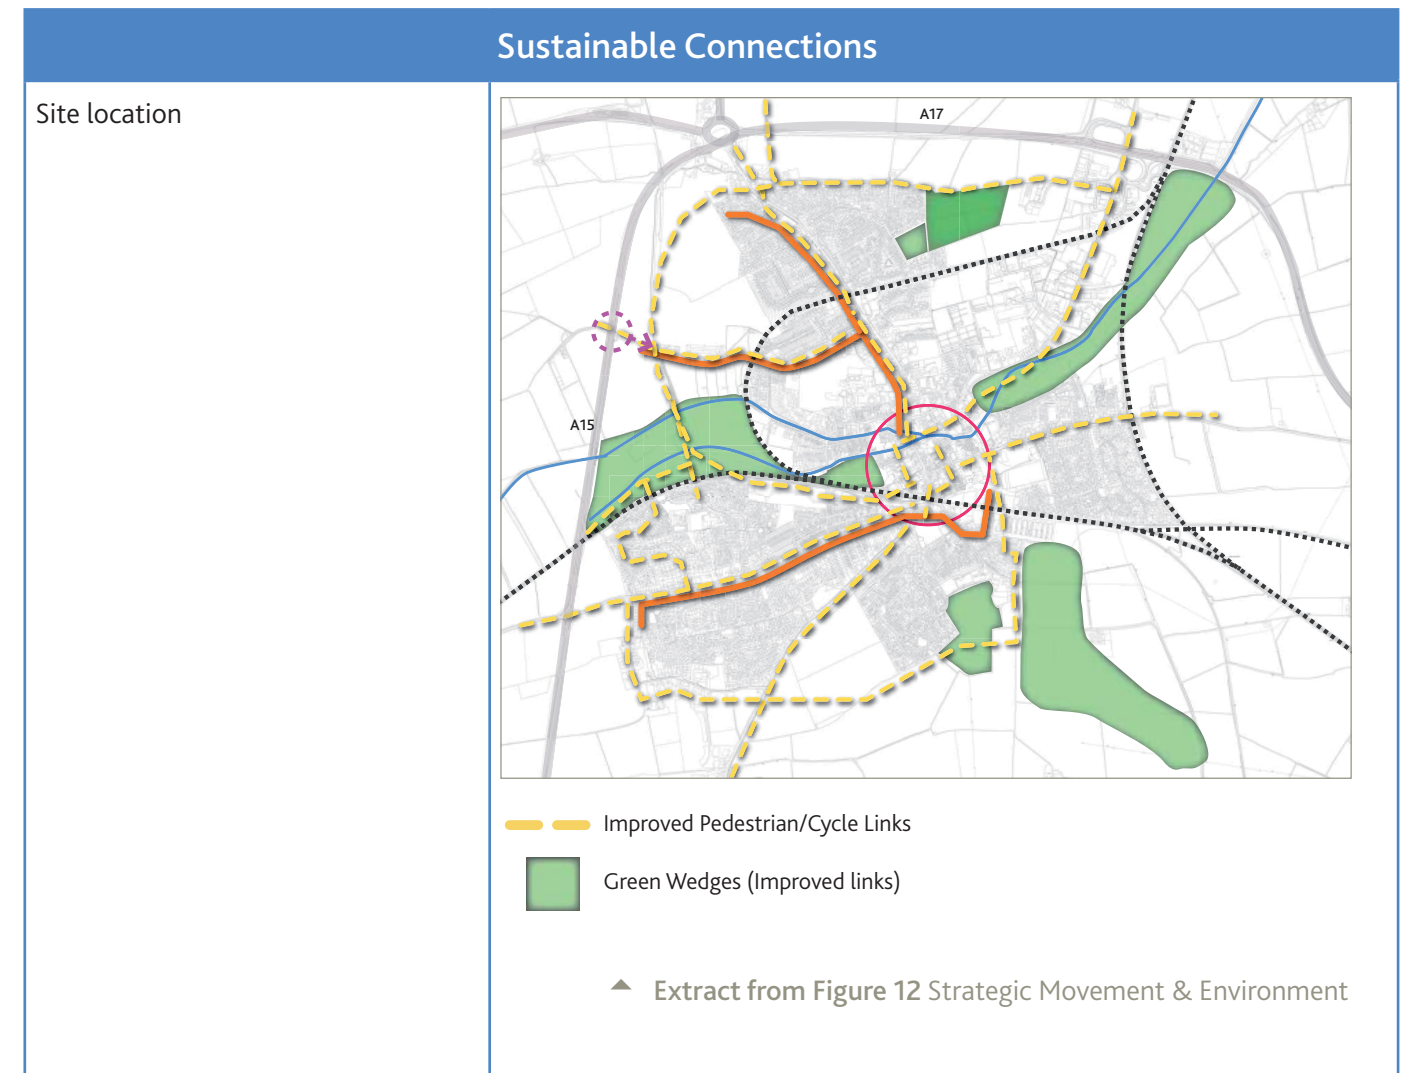 Sustainable Connections
Site location
A17
A15
Improved Pedestrian/Cycle Links
Green Wedges (Improved links)
Extract from Figure 12 Strategic Movement & Environment